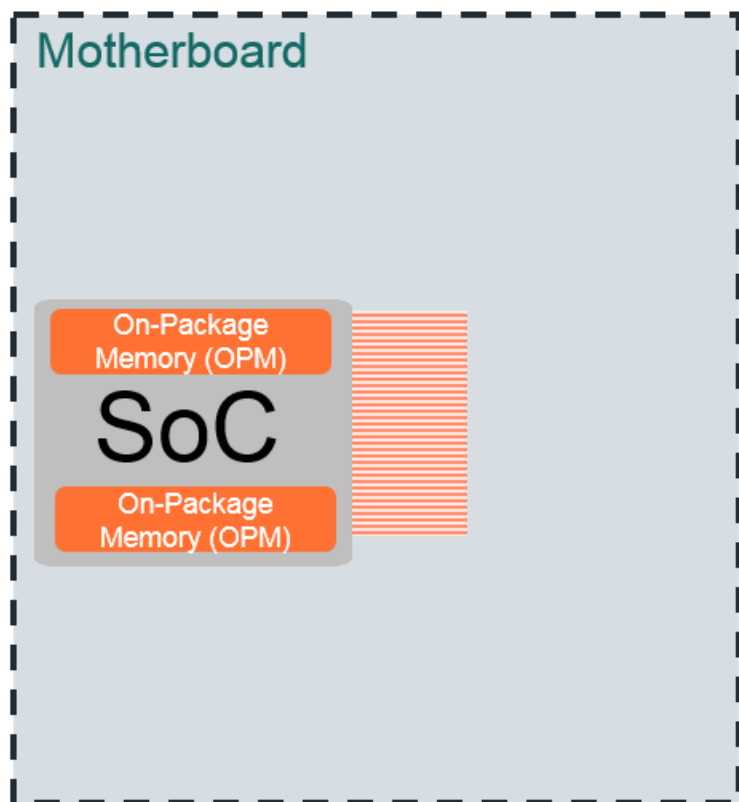 Motherboard
On-Package
Memory (OPM)
SoC
On-Package
Memory (OPM)